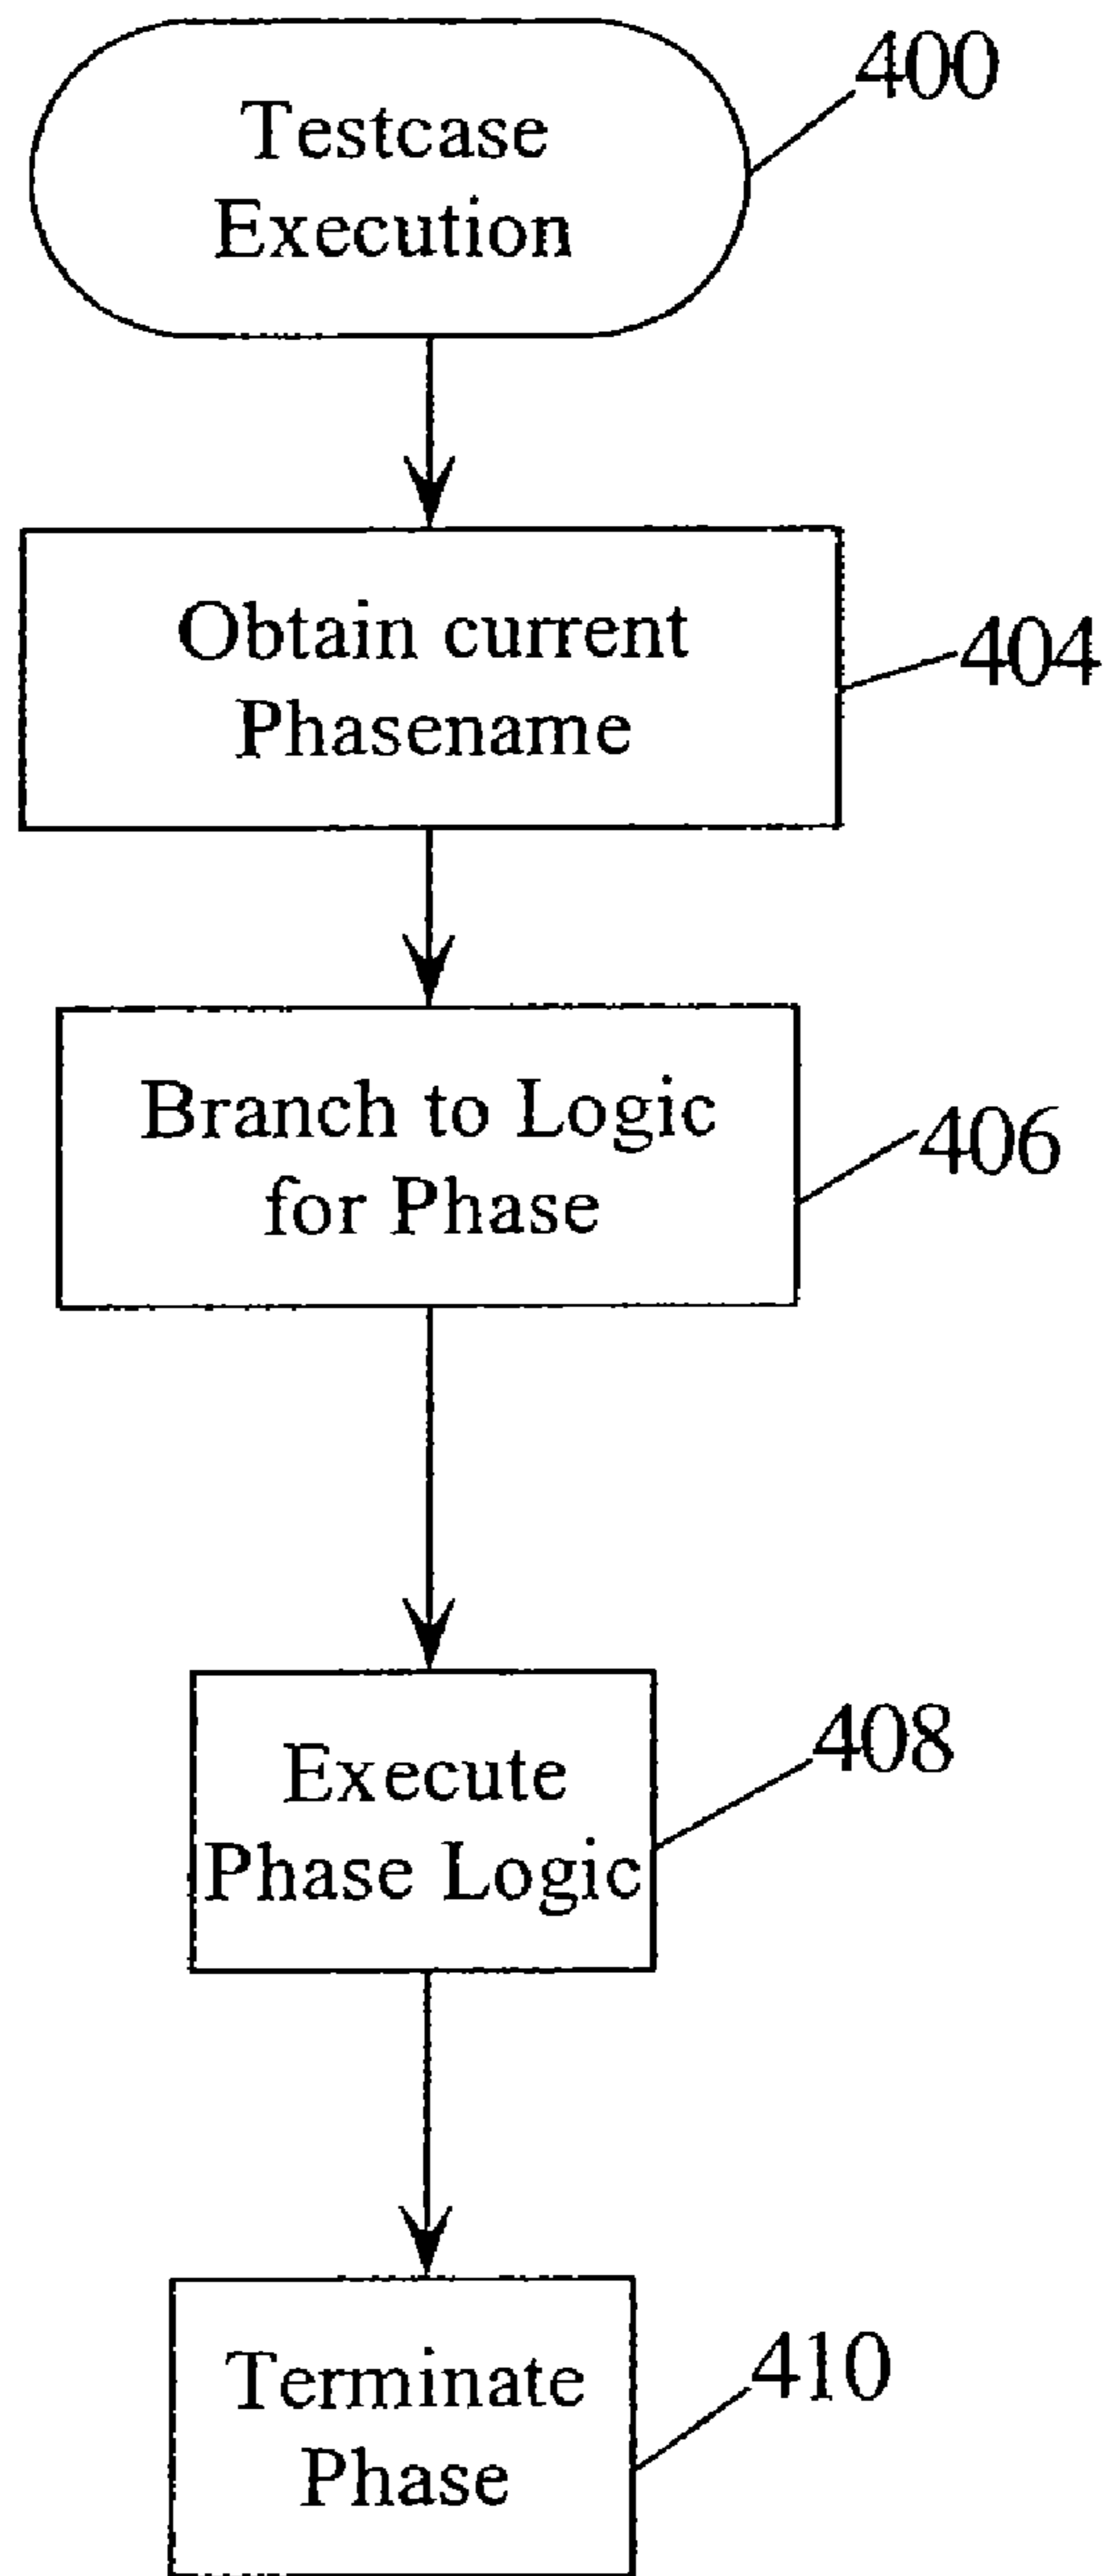 Testcase
Execution
400
Obtain current
Phasename
404
Branch to Logic
for Phase
406
Execute
Phase Logic
408
Terminate
Phase
410